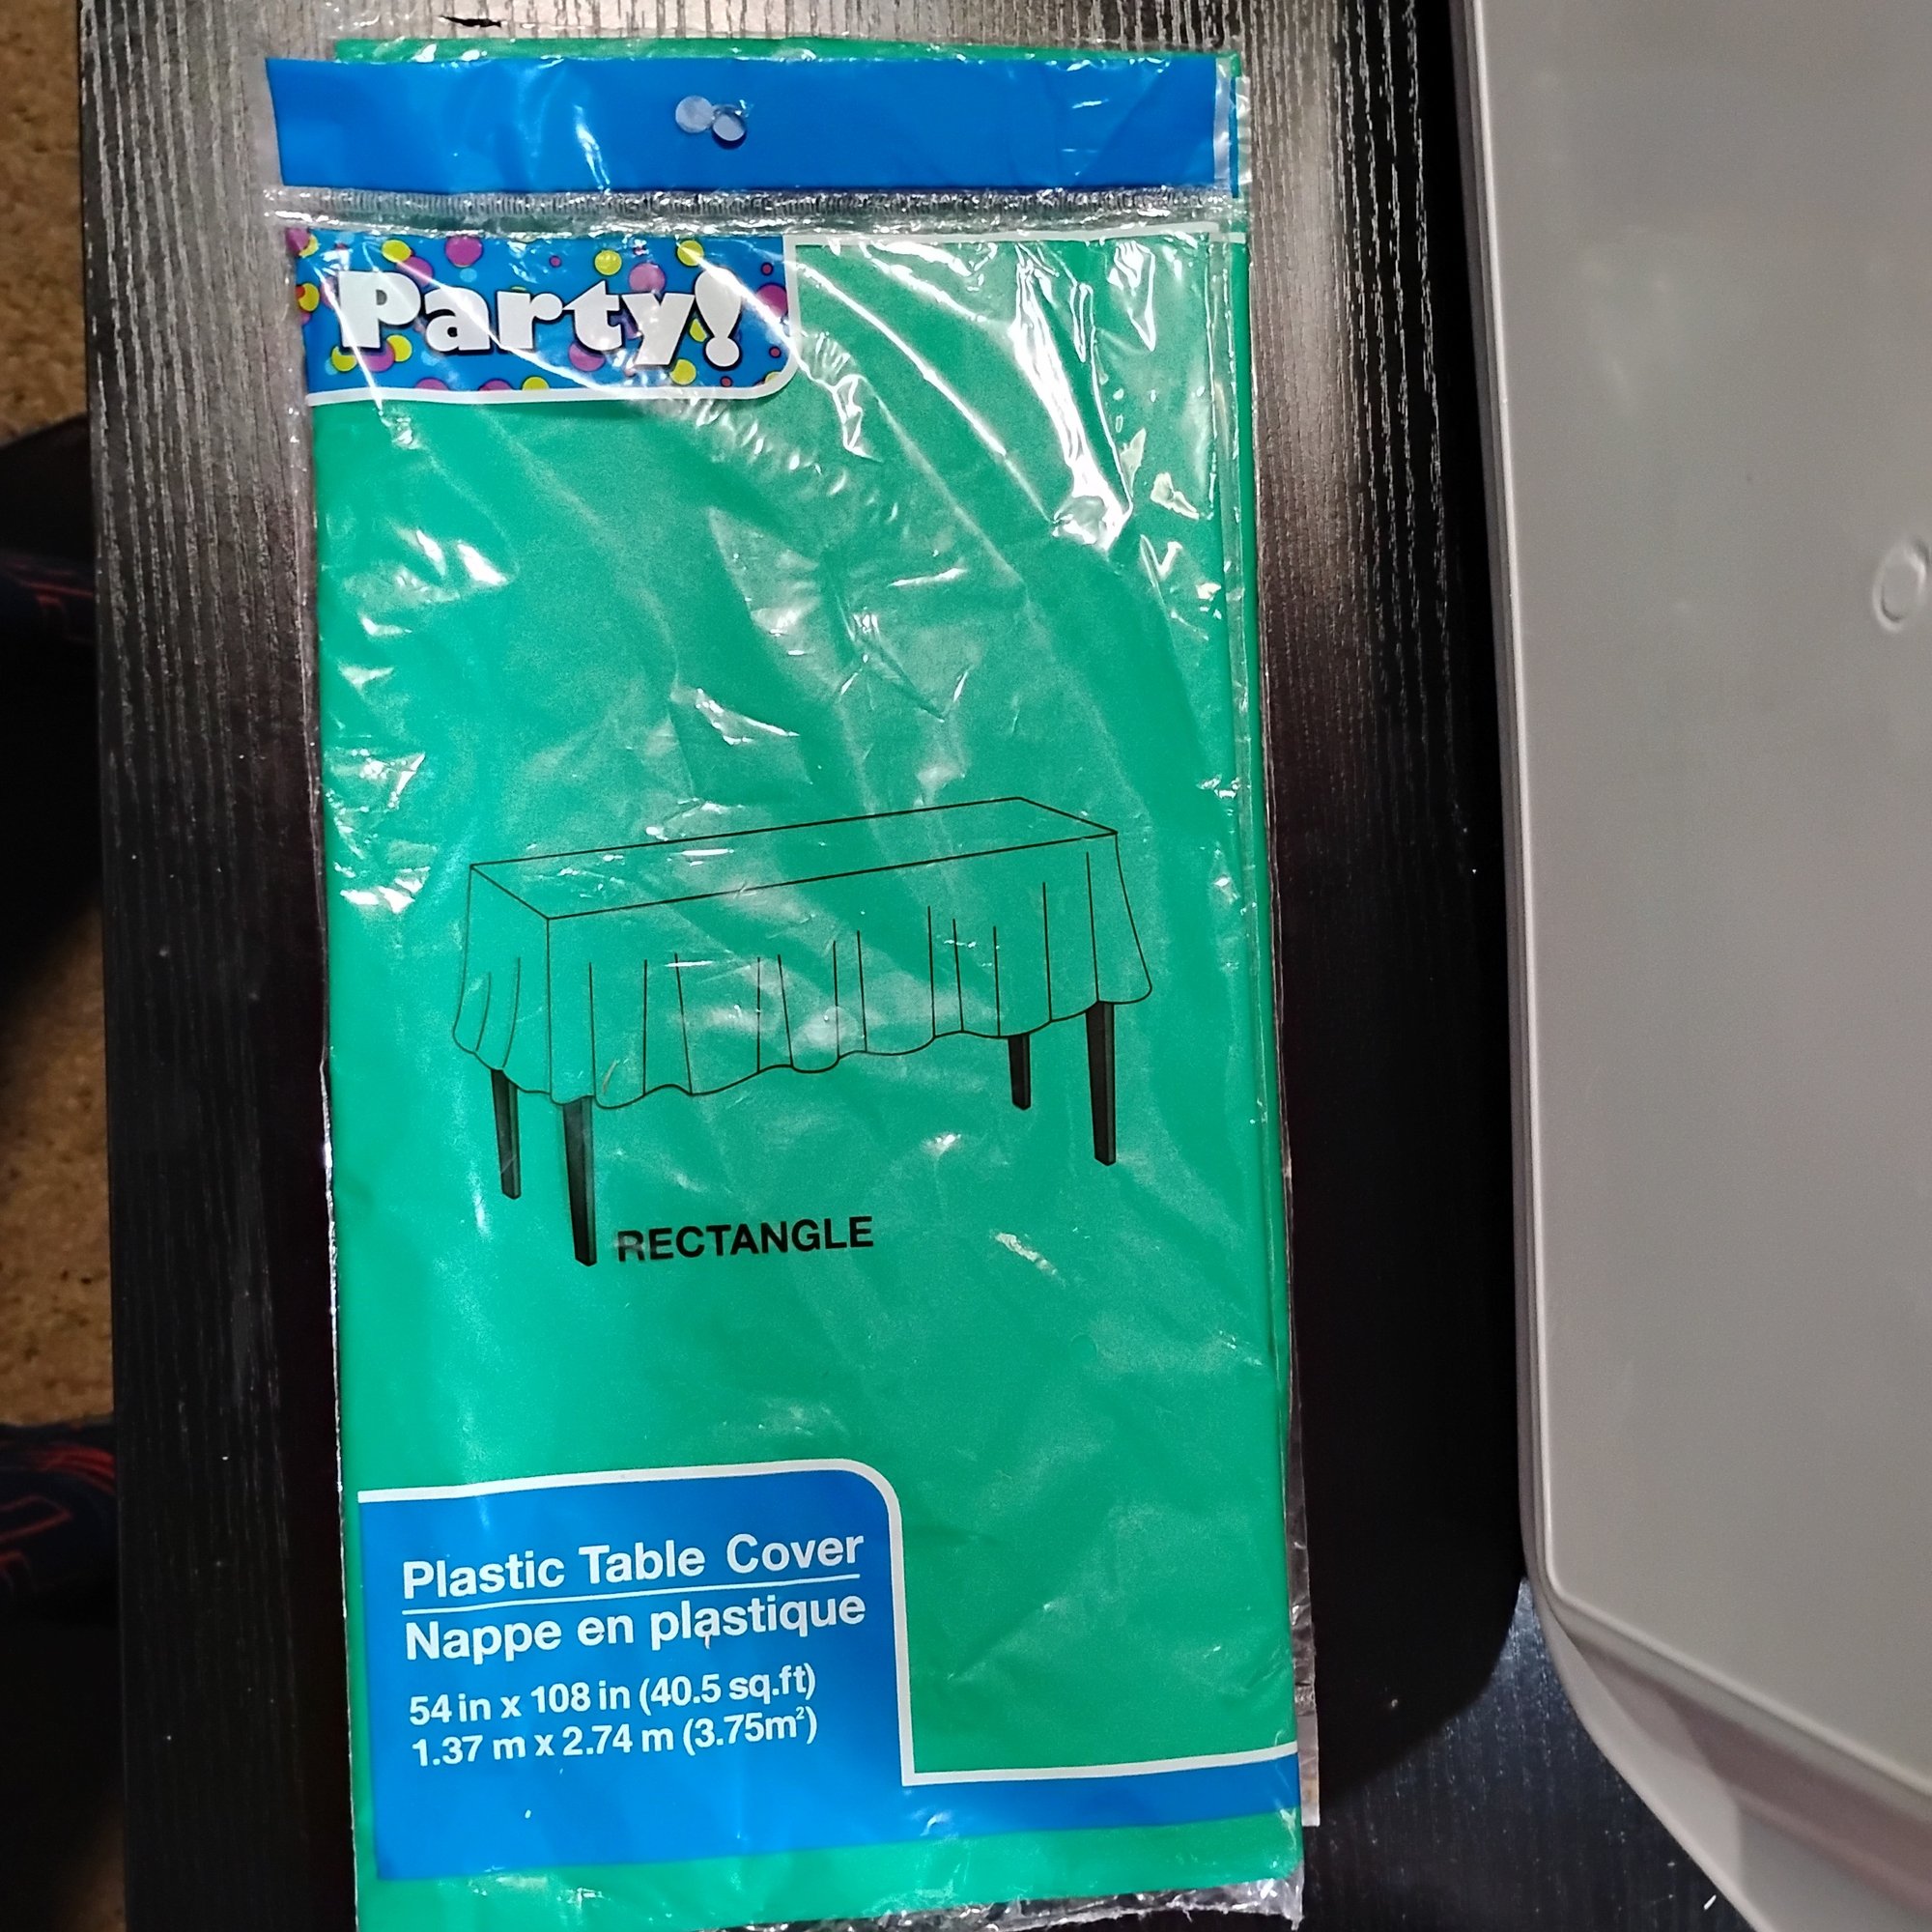 Party!
RECTANGLE
Plastic Table Cover
Nappe en plastique
54 in x 108 in (40.5 sq.ft)
1.37 m x 2.74 m (3.75m²)